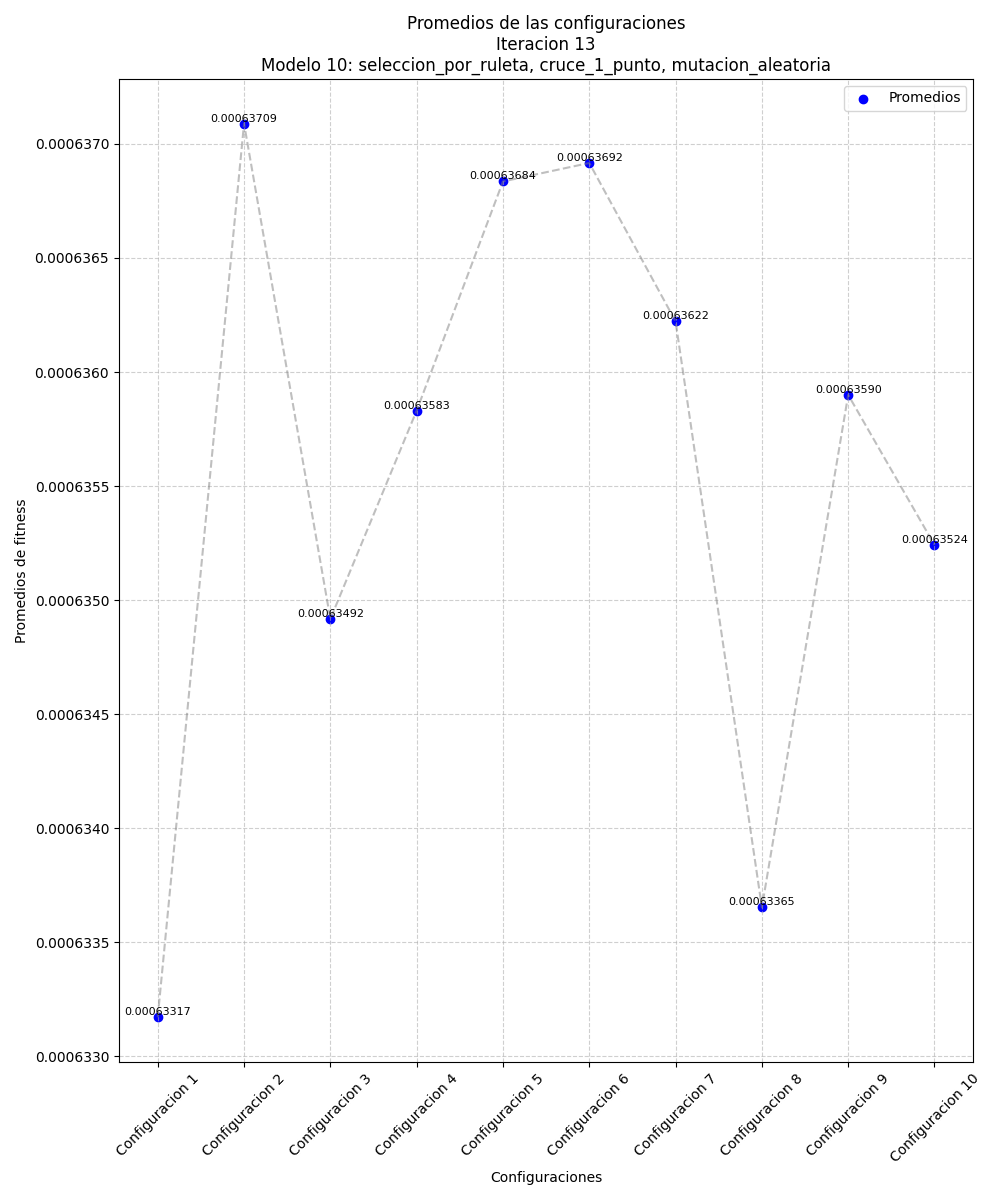 Promedios de las configuraciones
Iteracion 13
Modelo 10: seleccion_por_ruleta, cruce_1_punto, mutacion_aleatoria
Promedios
0.00063709
0.00063692
0.00063684
0.00063622
0.00063590
0.00063583
0.00063524
0.00063492
0.00063365
0.00063317
0.0006370
0.0006365
0.0006360
0.0006355
0.0006350
0.0006345
0.0006340
0.0006335
0.0006330
Promedios de fitness
Configuracion 1
Configuracion 2
Configuracion 3
Configuracion 4
Configuracion 5
Configuracion 6
Configuracion 7
Configuracion 8
Configuracion 9
Configuracion 10
Configuraciones